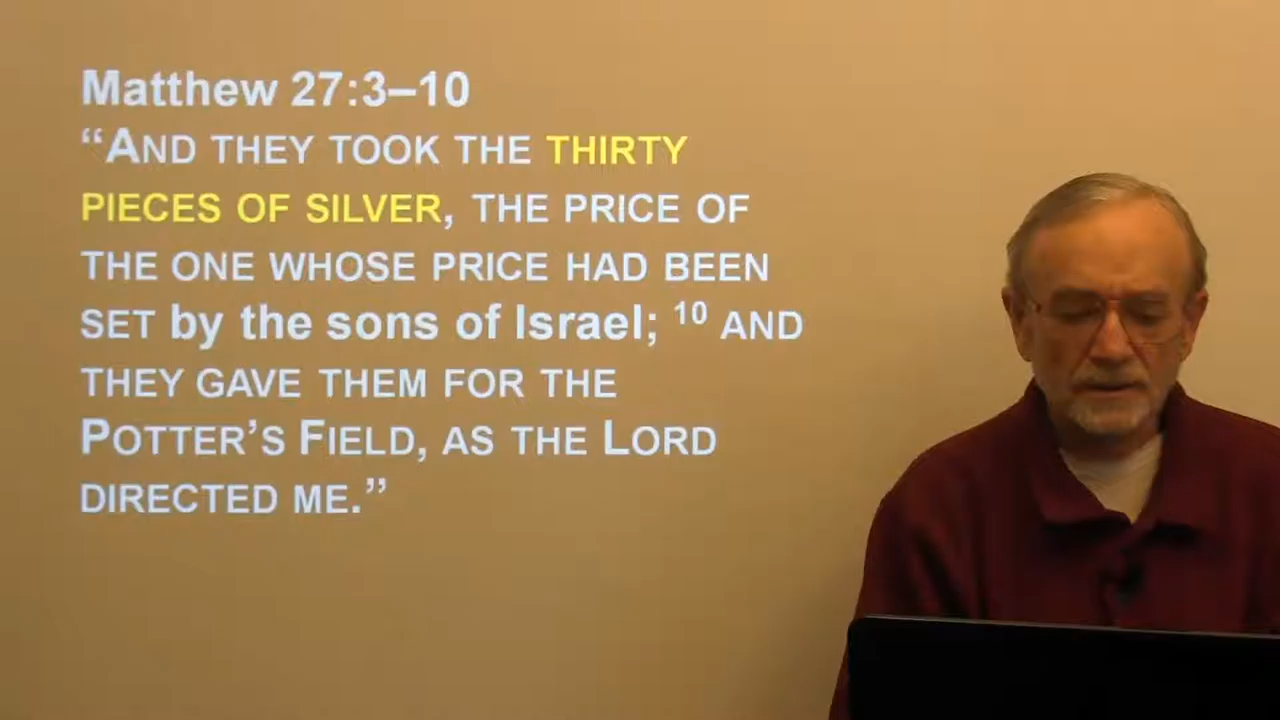 Matthew 27:3–10
“AND THEY TOOK THE THIRTY
PIECES OF SILVER, THE PRICE OF
THE ONE WHOSE PRICE HAD BEEN
SET by the sons of Israel; ¹⁰ AND
THEY GAVE THEM FOR THE
POTTER’S FIELD, AS THE LORD
DIRECTED ME.”